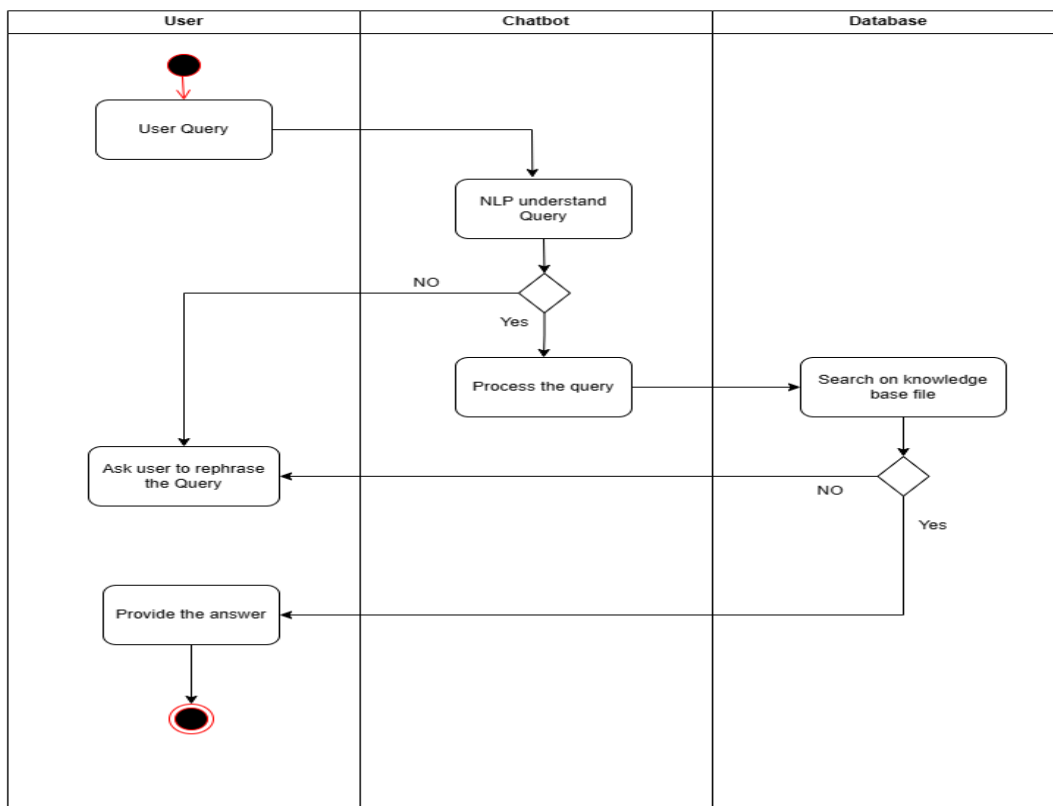 User
Chatbot
Database
User Query
NLP understand
Query
NO
Yes
Process the query
Search on knowledge
base file
Ask user to rephrase
the Query
NO
Yes
Provide the answer